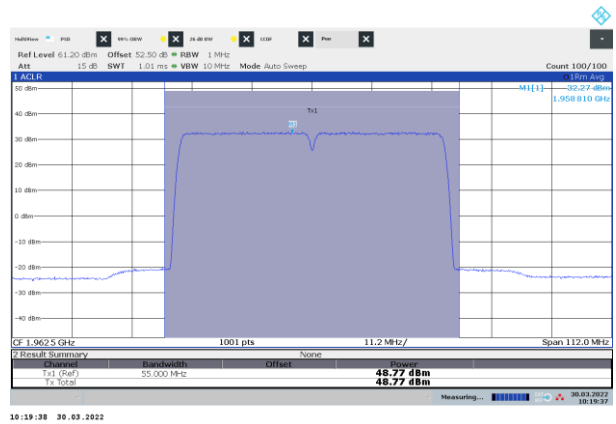 MultiView PSD 99% OBW 26 dB BW CCDF Pow
Ref Level 61.20 dBm Offset 52.50 dB RBW 1 MHz
Att 15 dB SWT 1.01 ms VBW 10 MHz Mode Auto Sweep Count 100/100
1 ACLR 1Rm Avg
50 dBm M1[1] 32.27 dBm
1.958 810 GHz
Tx1
40 dBm
M1
30 dBm
20 dBm
10 dBm
0 dBm
-10 dBm
-20 dBm
-30 dBm
-40 dBm
CF 1.9625 GHz 1001 pts 11.2 MHz/ Span 112.0 MHz
2 Result Summary None
Channel Bandwidth Offset Power
Tx1 (Ref) 55.000 MHz 48.77 dBm
Tx Total 48.77 dBm
Measuring... 30.03.2022
10:19:37
10:19:38 30.03.2022